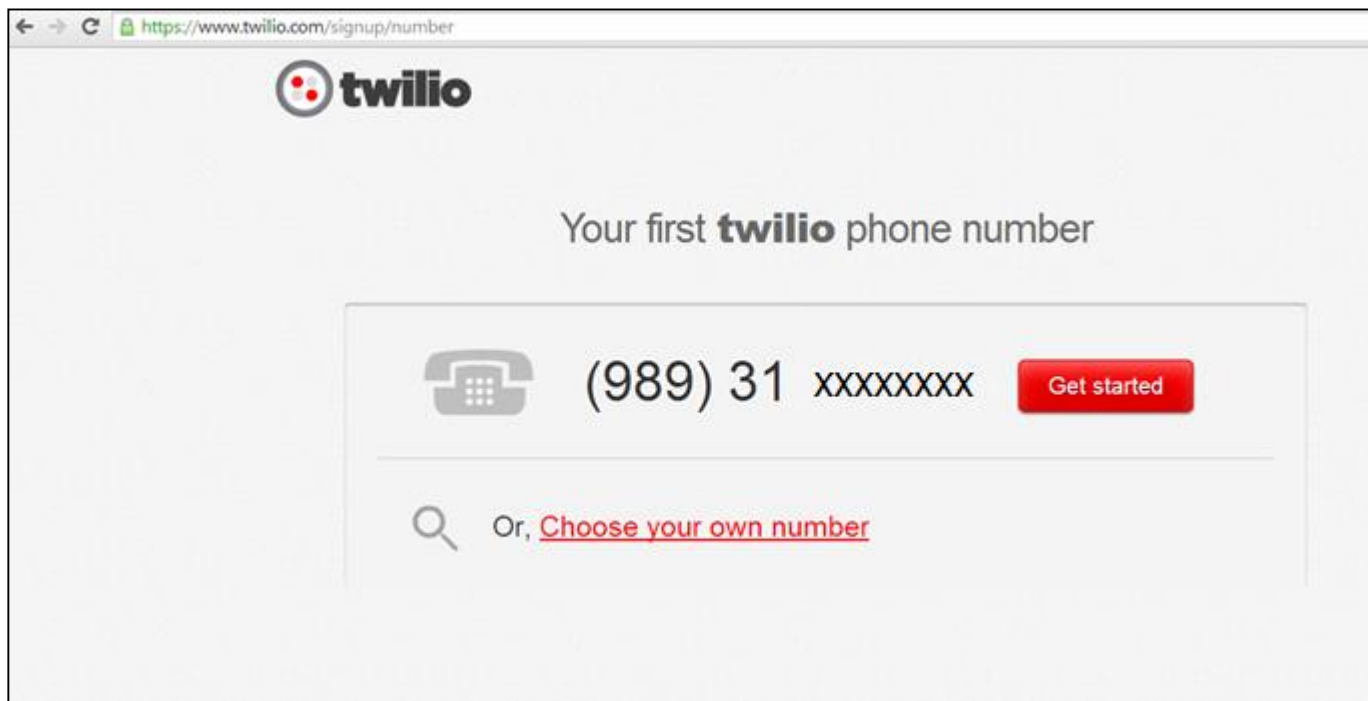 https://www.twilio.com/signup/number
twilio
Your first twilio phone number
(989) 31 xxxxxxxx Get started
Or, Choose your own number